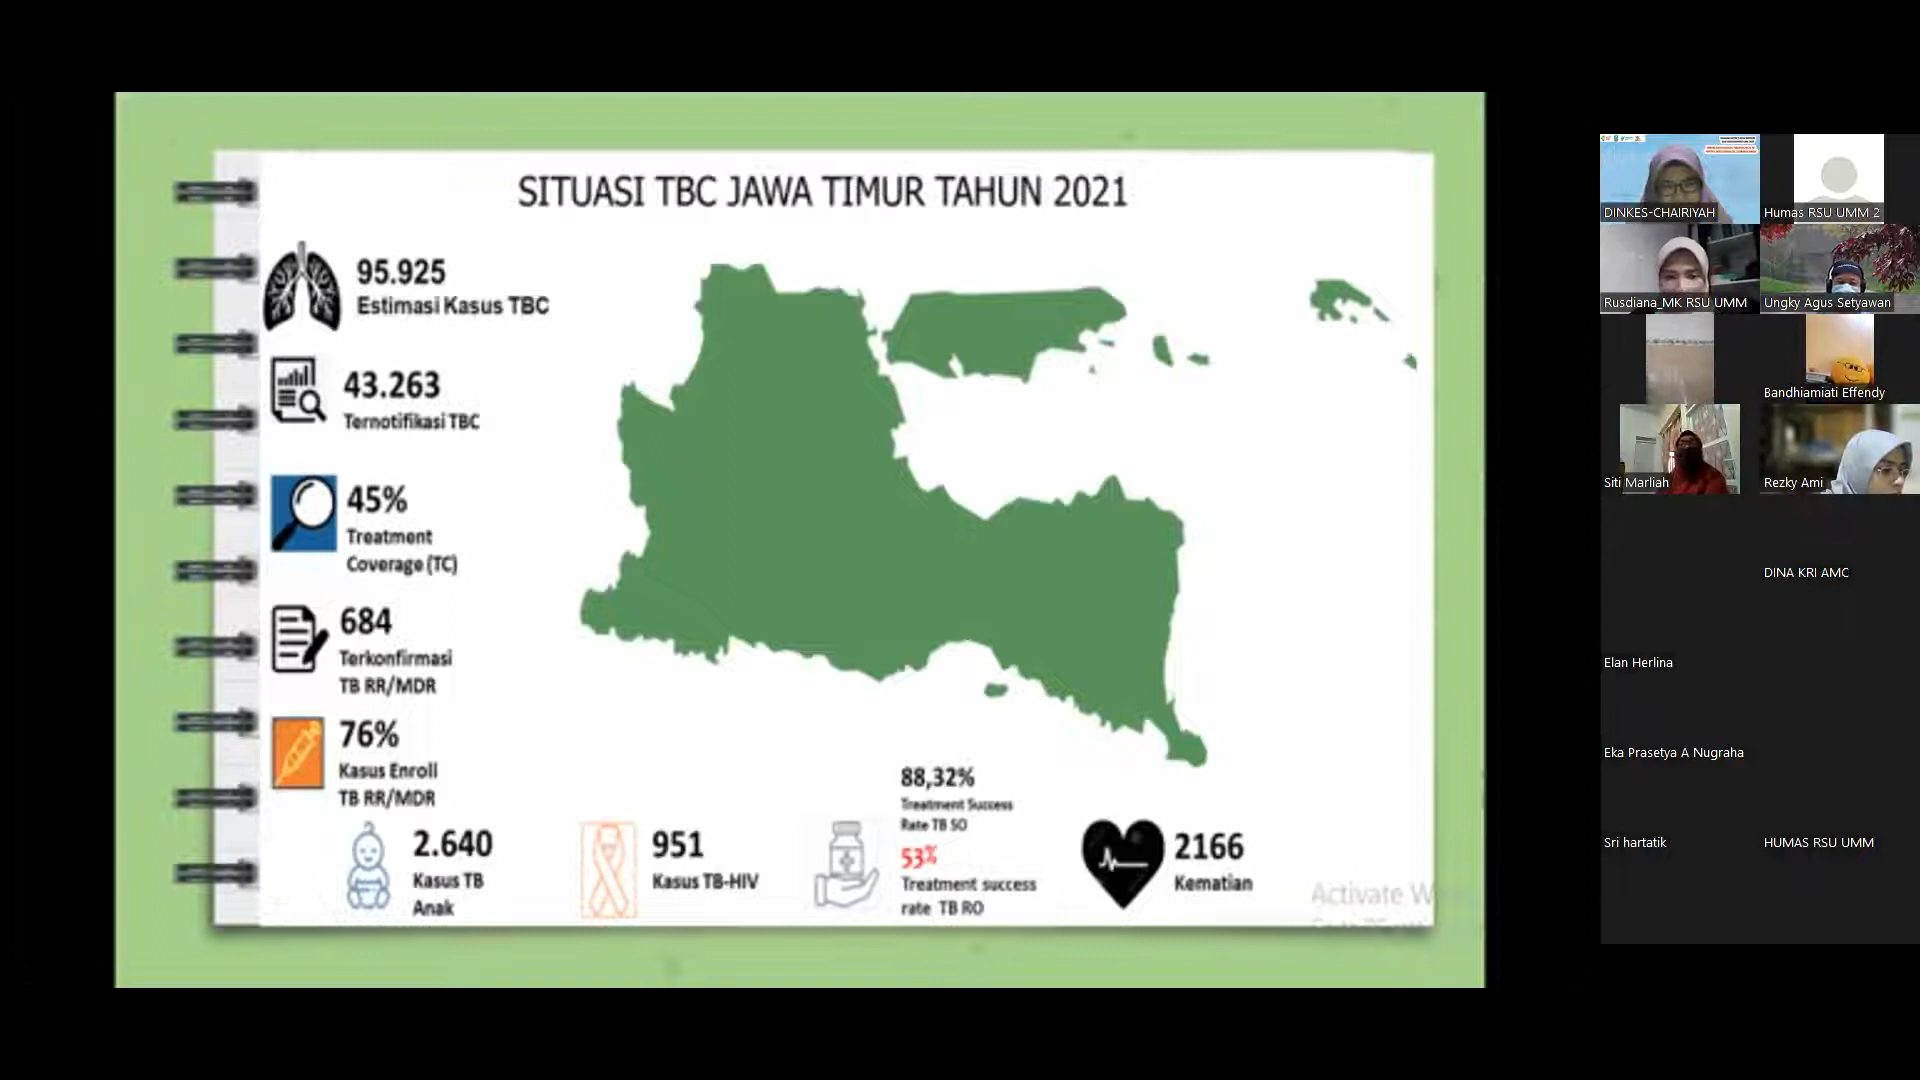 SITUASI TBC JAWA TIMUR TAHUN 2021
95.925
Estimasi Kasus TBC
43.263
Ternotifikasi TBC
45%
Treatment
Coverage (TC)
684
Terkonfirmasi
TB RR/MDR
76%
Kasus Enroll
TB RR/MDR
2.640
Kasus TB
Anak
951
Kasus TB-HIV
88,32%
Treatment Success
Rate TB SO
53%
Treatment success
rate TB RO
2166
Kematian
Activate W
DINKES-CHAIRIYAH
Humas RSU UMM 2
Rusdiana_MK RSU UMM
Ungky Agus Setyawan
Bandhiamiati Effendy
Siti Marliah
Rezky Ami
DINA KRI AMC
Elan Herlina
Eka Prasetya A Nugraha
Sri hartatik
HUMAS RSU UMM